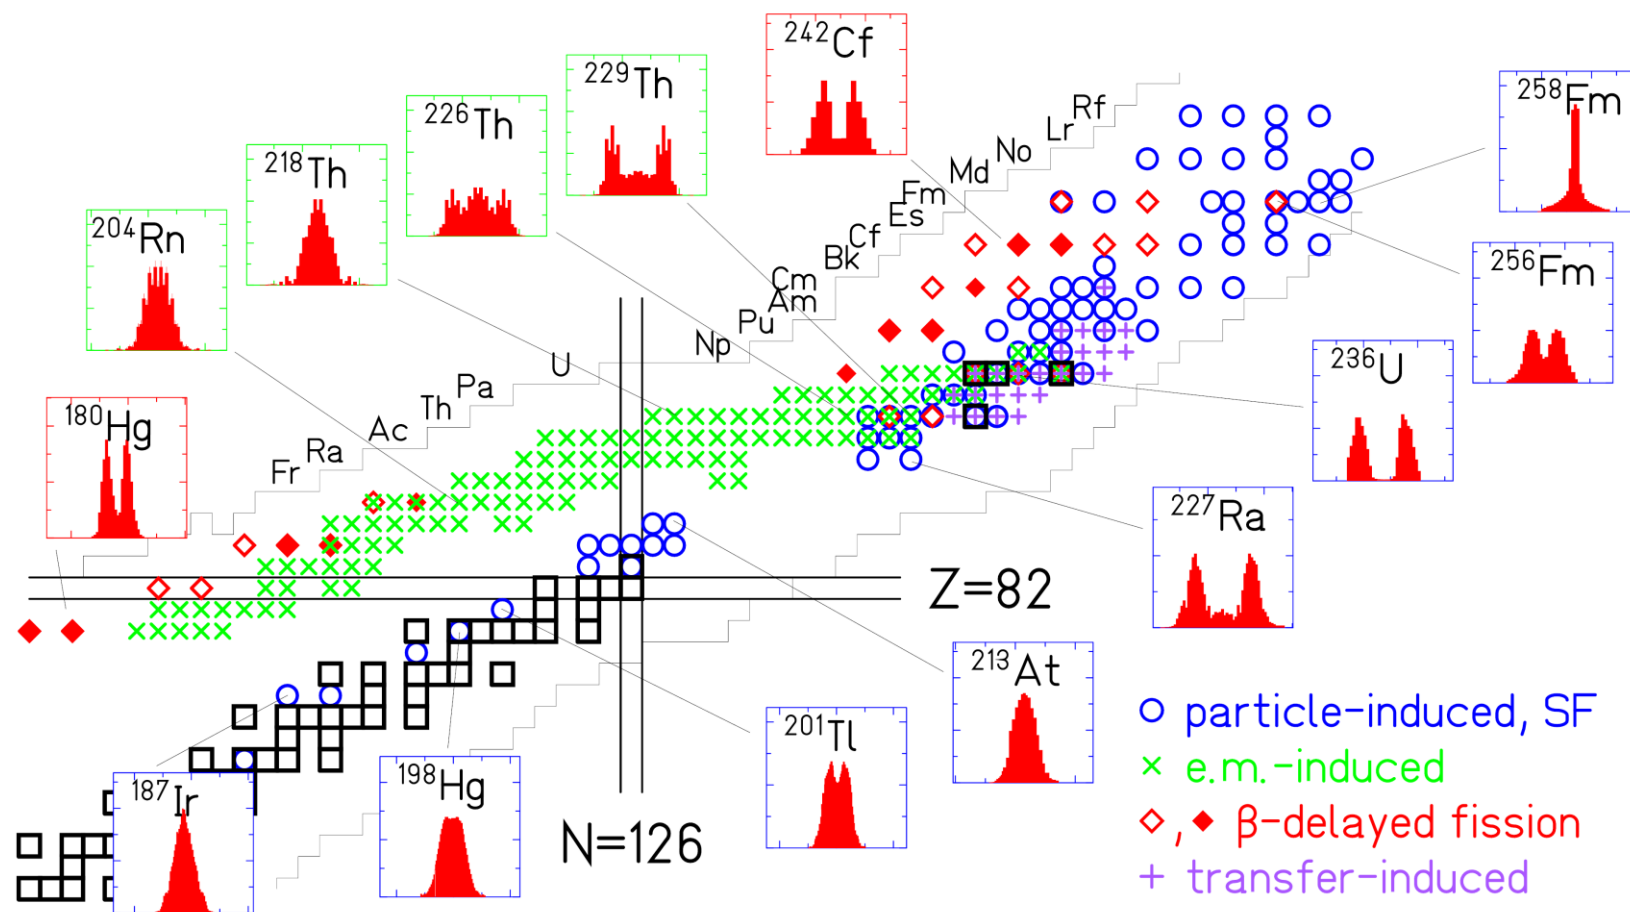 242Cf
229Th
258Fm
226Th
218Th
204Rn
256Fm
236U
180Hg
227Ra
213At
201Tl
198Hg
187Ir
Rf
Lr
No
Md
Fm
Es
Cf
Bk
Cm
Am
Pu
Np
U
Pa
Th
Ac
Ra
Fr
Z=82
N=126
particle-induced, SF
e.m.-induced
, β-delayed fission
transfer-induced